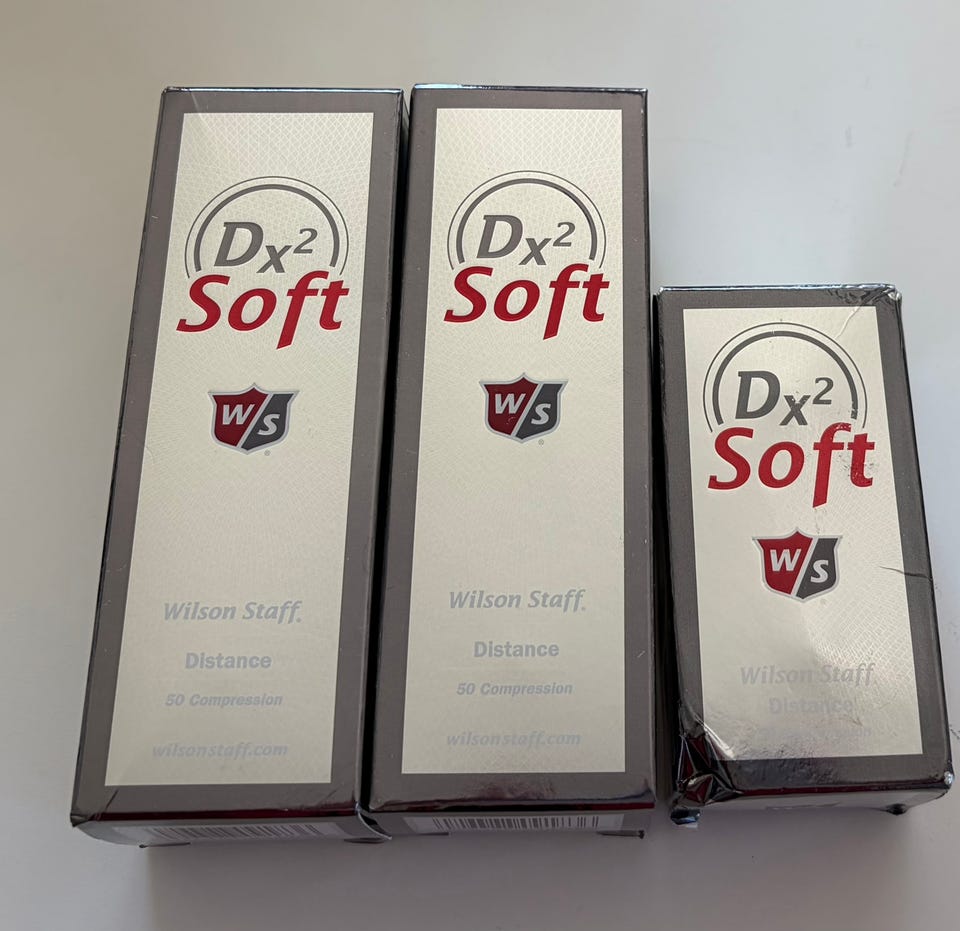 Dx²
Soft
W/S
®
Wilson Staff®
Distance
50 Compression
wilsonstaff.com
Dx²
Soft
W/S
®
Wilson Staff®
Distance
50 Compression
wilsonstaff.com
Dx²
Soft
W/S
Wilson Staff
Distance
W/S